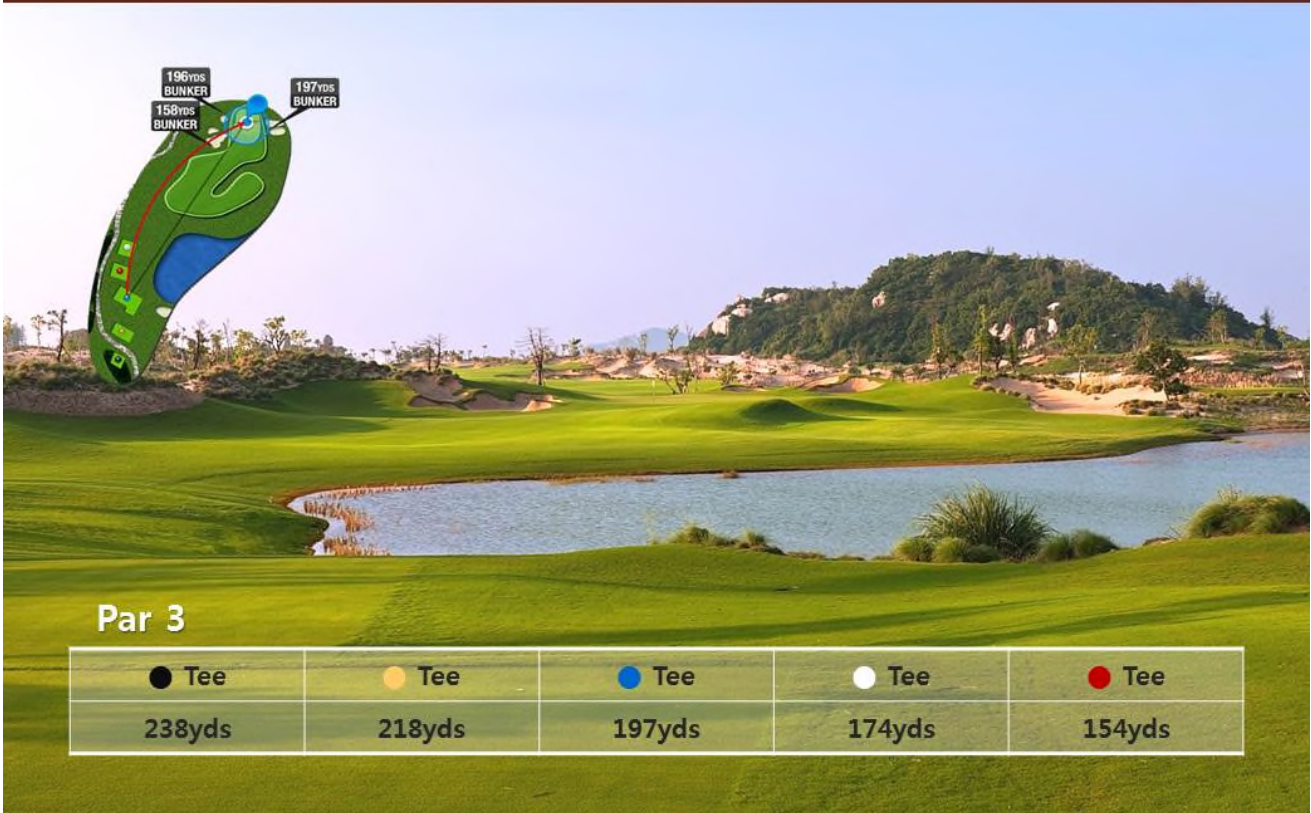 196YDS
BUNKER
197YDS
BUNKER
158YDS
BUNKER
Par 3
Tee Tee Tee Tee Tee
238yds 218yds 197yds 174yds 154yds